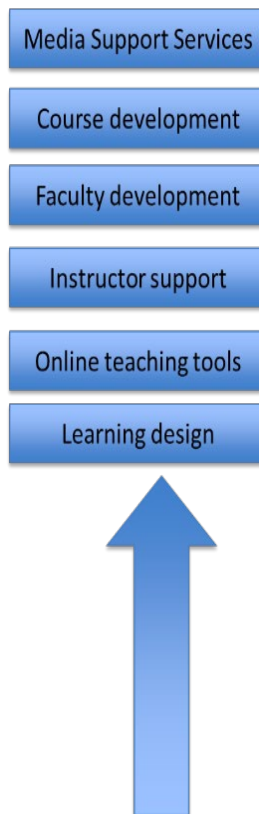 Media Support Services
Course development
Faculty development
Instructor support
Online teaching tools
Learning design